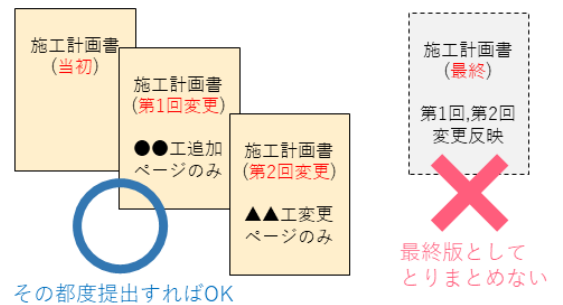 施工計画書
(当初)
施工計画書
(第1回変更)
●●工追加
ページのみ
施工計画書
(第2回変更)
▲▲工変更
ページのみ
その都度提出すればOK
施工計画書
(最終)
第1回,第2回
変更反映
最終版として
とりまとめない